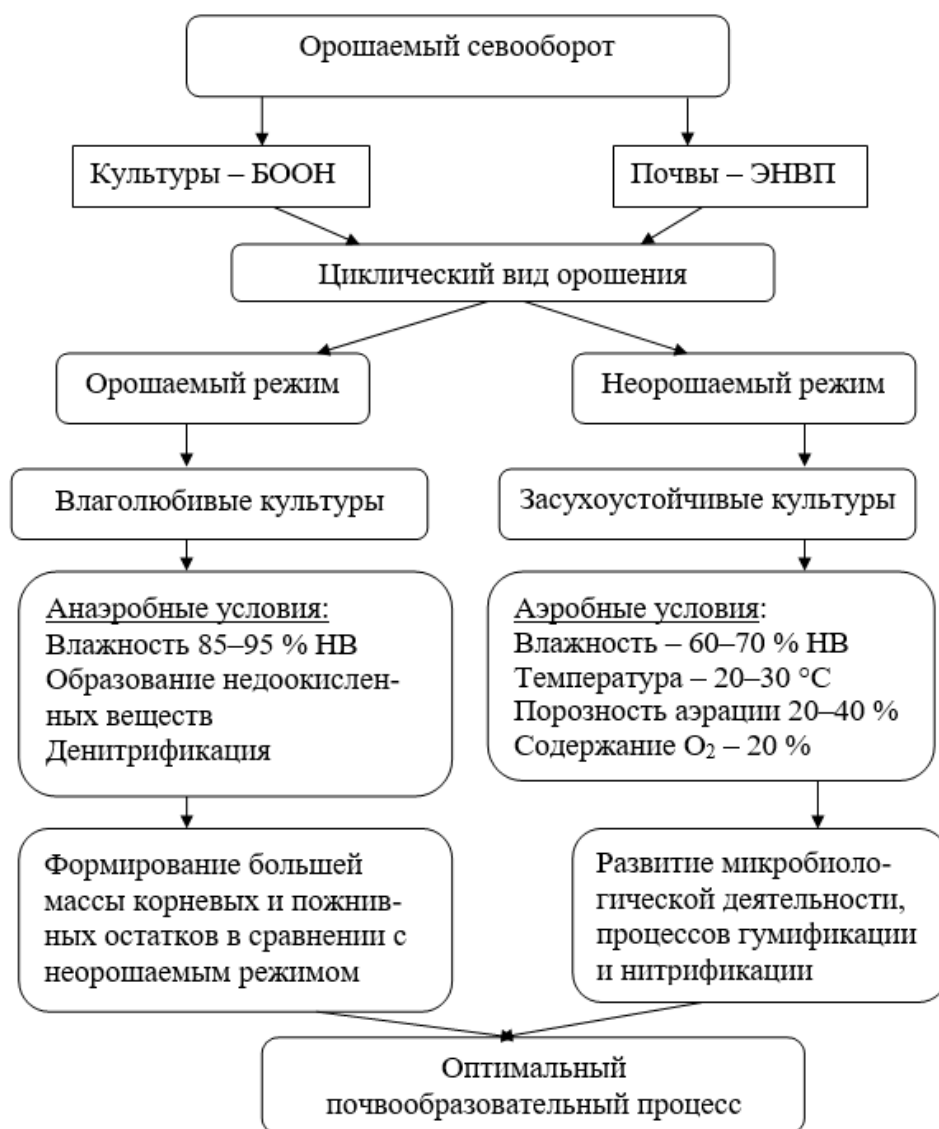 Орошаемый севооборот
Культуры – БООН
Почвы – ЭНВП
Циклический вид орошения
Орошаемый режим
Неорошаемый режим
Влаголюбивые культуры
Засухоустойчивые культуры
Анаэробные условия:
Влажность 85–95 % НВ
Образование недоокислен-
ных веществ
Денитрификация
Аэробные условия:
Влажность – 60–70 % НВ
Температура – 20–30 °С
Порозность аэрации 20–40 %
Содержание О₂ – 20 %
Формирование большей
массы корневых и пожнив-
ных остатков в сравнении с
неорошаемым режимом
Развитие микробиоло-
гической деятельности,
процессов гумификации
и нитрификации
Оптимальный
почвообразовательный процесс